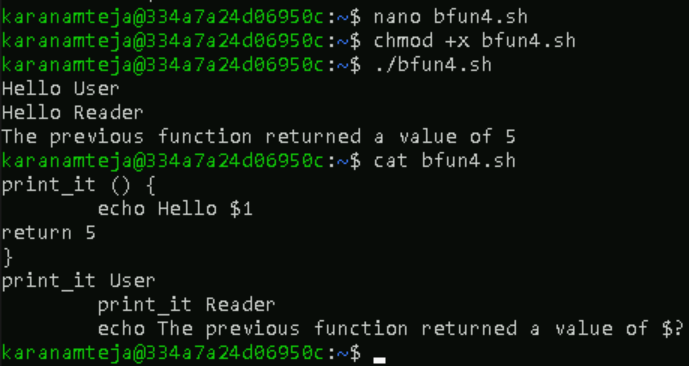 karanamteja@334a7a24d06950c:~$ nano bfun4.sh
karanamteja@334a7a24d06950c:~$ chmod +x bfun4.sh
karanamteja@334a7a24d06950c:~$ ./bfun4.sh
Hello User
Hello Reader
The previous function returned a value of 5
karanamteja@334a7a24d06950c:~$ cat bfun4.sh
print_it () {
        echo Hello $1
return 5
}
print_it User
        print_it Reader
        echo The previous function returned a value of $?
karanamteja@334a7a24d06950c:~$